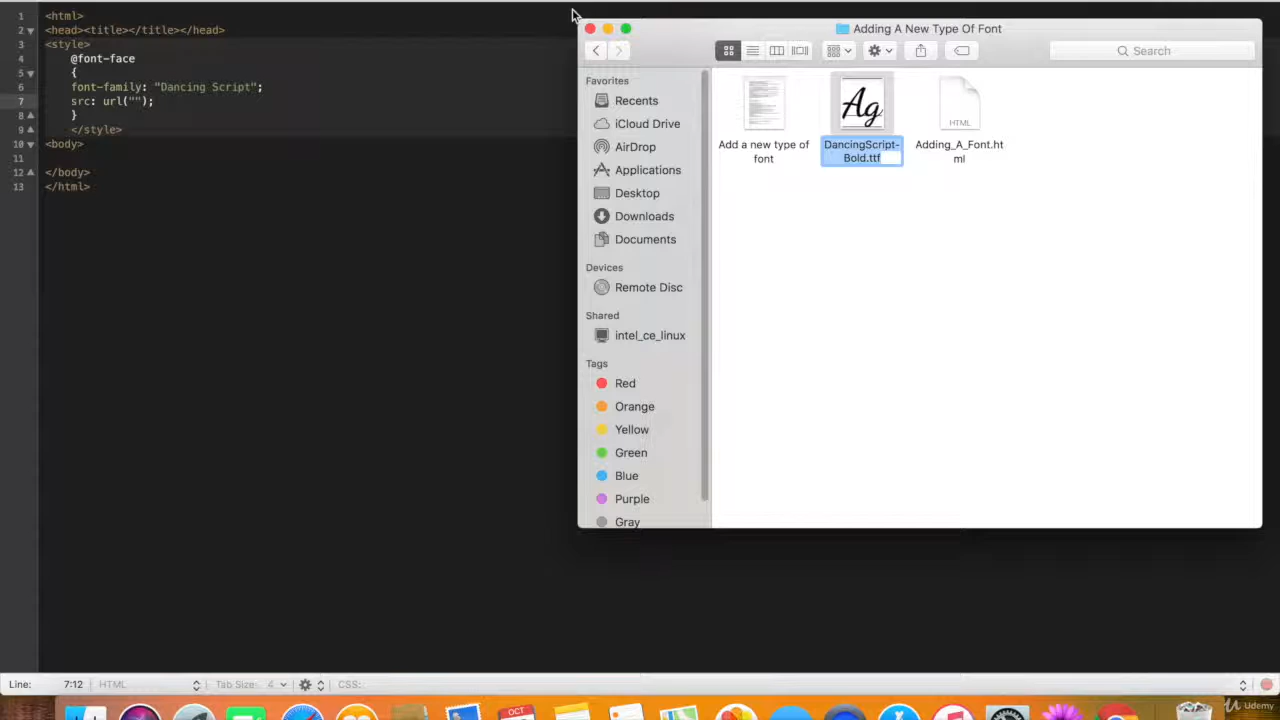 1 <html>
2 <head><title></title></head>
3 <style>
4 @font-face
5 {
6 font-family: "Dancing Script";
7 src: url("");
8 }
9 </style>
10 <body>
11
12 </body>
13 </html>
Adding A New Type Of Font
Search
Favorites
Recents
iCloud Drive
AirDrop
Applications
Desktop
Downloads
Documents
Devices
Remote Disc
Shared
intel_ce_linux
Tags
Red
Orange
Yellow
Green
Blue
Purple
Gray
Add a new type of
font
Ag
DancingScript-
Bold.ttf
HTML
Adding_A_Font.ht
ml
Line: 7:12 HTML Tab Size: 4 CSS:
OCT
Udemy